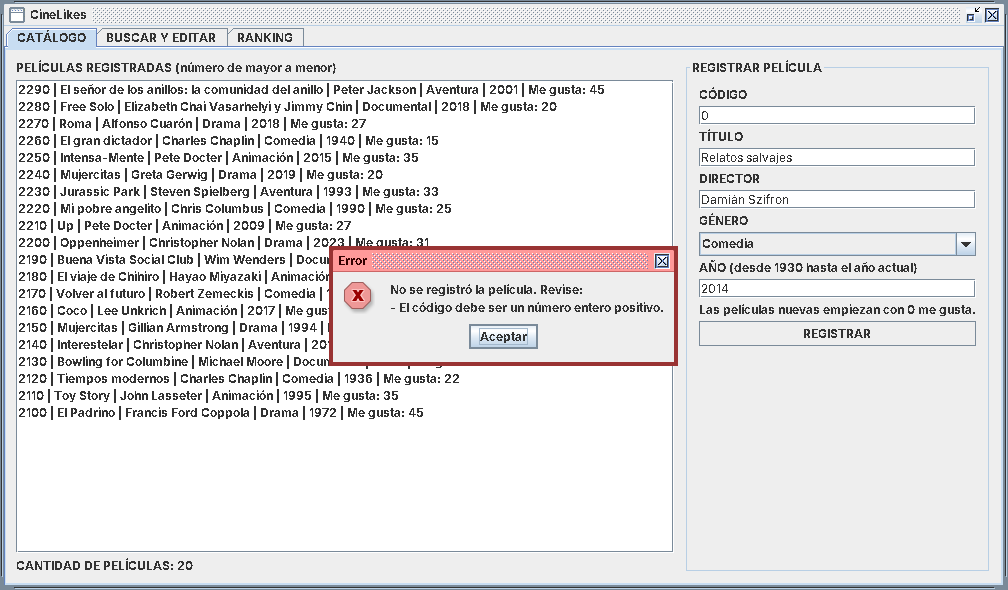 CineLikes
CATÁLOGO
BUSCAR Y EDITAR
RANKING
PELÍCULAS REGISTRADAS (número de mayor a menor)
2290 | El señor de los anillos: la comunidad del anillo | Peter Jackson | Aventura | 2001 | Me gusta: 45
2280 | Free Solo | Elizabeth Chai Vasarhelyi y Jimmy Chin | Documental | 2018 | Me gusta: 20
2270 | Roma | Alfonso Cuarón | Drama | 2018 | Me gusta: 27
2260 | El gran dictador | Charles Chaplin | Comedia | 1940 | Me gusta: 15
2250 | Intensa-Mente | Pete Docter | Animación | 2015 | Me gusta: 35
2240 | Mujercitas | Greta Gerwig | Drama | 2019 | Me gusta: 20
2230 | Jurassic Park | Steven Spielberg | Aventura | 1993 | Me gusta: 33
2220 | Mi pobre angelito | Chris Columbus | Comedia | 1990 | Me gusta: 25
2210 | Up | Pete Docter | Animación | 2009 | Me gusta: 27
2200 | Oppenheimer | Christopher Nolan | Drama | 2023 | Me gusta: 31
2190 | Buena Vista Social Club | Wim Wenders |
2180 | El viaje de Chihiro | Hayao Miyazaki | Animación
2170 | Volver al futuro | Robert Zemeckis | Comedia |
2160 | Coco | Lee Unkrich | Animación | 2017 | Me
2150 | Mujercitas | Gillian Armstrong | Drama | 1994 |
2140 | Interestelar | Christopher Nolan | Aventura |
2130 | Bowling for Columbine | Michael Moore |
2120 | Tiempos modernos | Charles Chaplin | Comedia | 1936 | Me gusta: 22
2110 | Toy Story | John Lasseter | Animación | 1995 | Me gusta: 35
2100 | El Padrino | Francis Ford Coppola | Drama | 1972 | Me gusta: 45
CANTIDAD DE PELÍCULAS: 20
Error
No se registró la película. Revise:
- El código debe ser un número entero positivo.
Aceptar
REGISTRAR PELÍCULA
CÓDIGO
0
TÍTULO
Relatos salvajes
DIRECTOR
Damián Szifron
GÉNERO
Comedia
AÑO (desde 1930 hasta el año actual)
2014
Las películas nuevas empiezan con 0 me gusta.
REGISTRAR